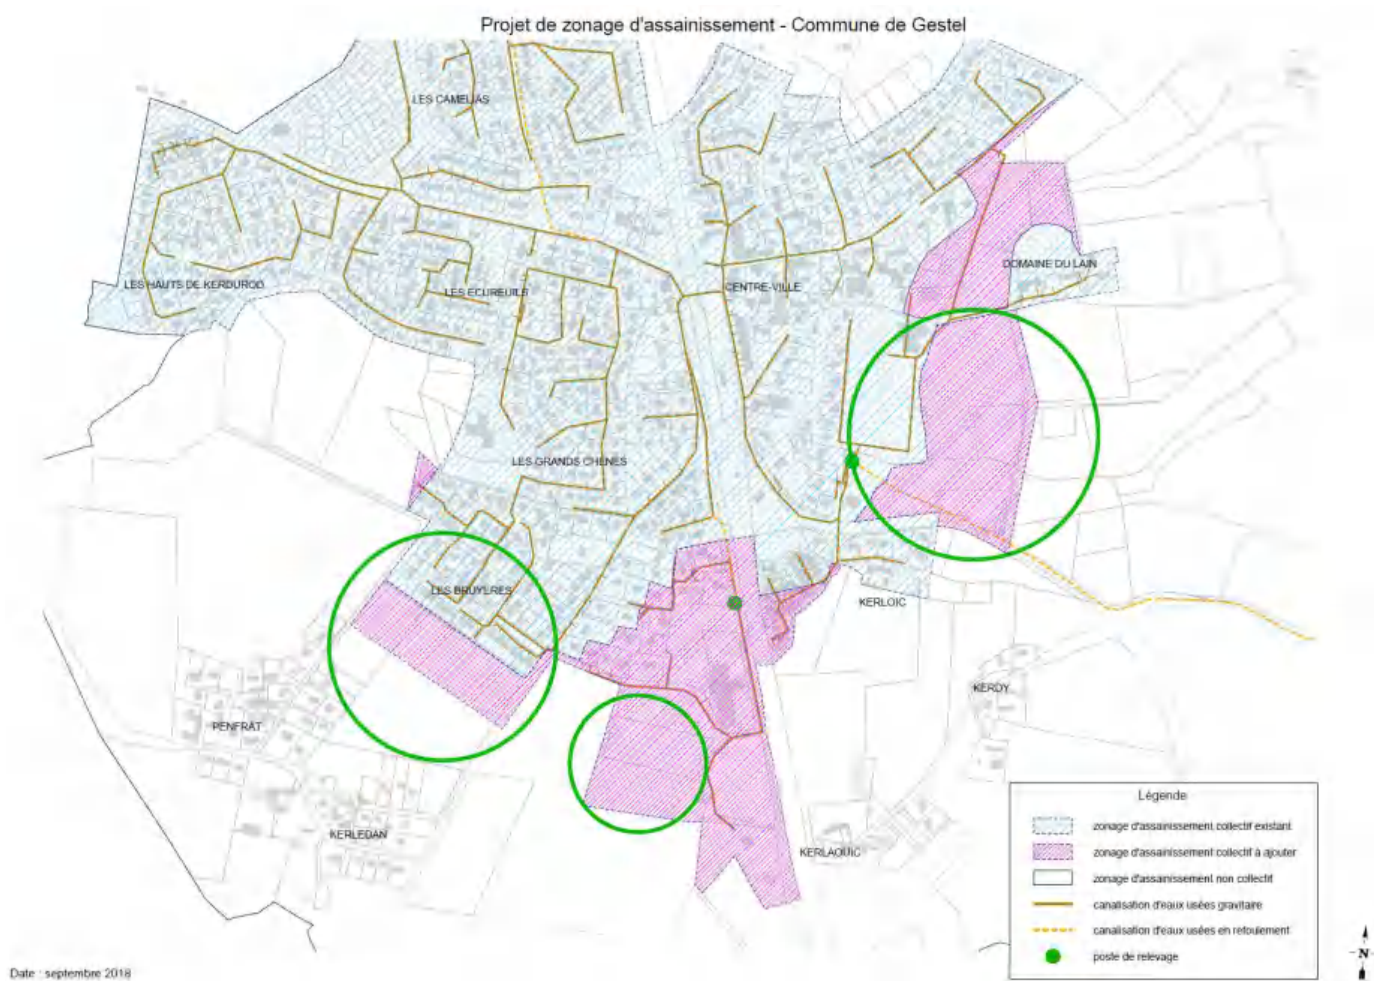 Projet de zonage d'assainissement - Commune de Gestel
LES CAMELIAS
DOMAINE DU LAIN
LES HAUTS DE KERDUROD
LES ECUREUILS
CENTRE-VILLE
LES GRANDS CHENES
LES BRUYERES
KERLOIC
KERDY
PENFRAT
KERLEDAN
KERLAOUIC
Légende
zonage d'assainissement collectif existant
zonage d'assainissement collectif à ajouter
zonage d'assainissement non collectif
canalisation d'eaux usées gravitaire
canalisation d'eaux usées en refoulement
poste de relevage
N
Date : septembre 2018